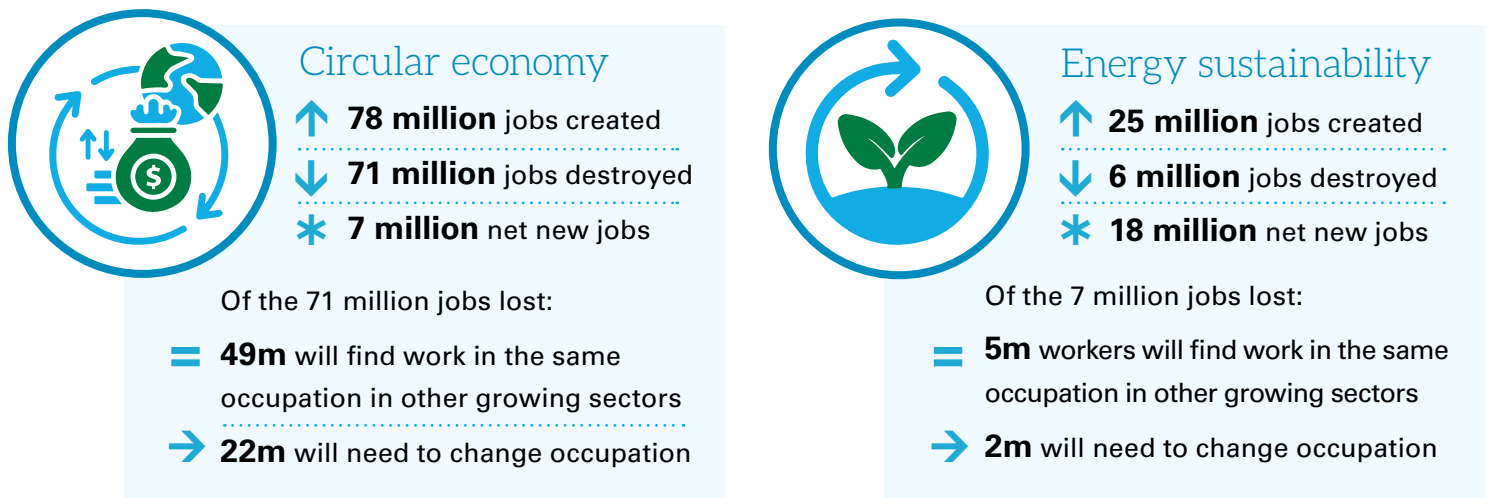 Circular economy
78 million jobs created
71 million jobs destroyed
7 million net new jobs
Of the 71 million jobs lost:
= 49m will find work in the same
occupation in other growing sectors
22m will need to change occupation
Energy sustainability
25 million jobs created
6 million jobs destroyed
18 million net new jobs
Of the 7 million jobs lost:
= 5m workers will find work in the same
occupation in other growing sectors
2m will need to change occupation